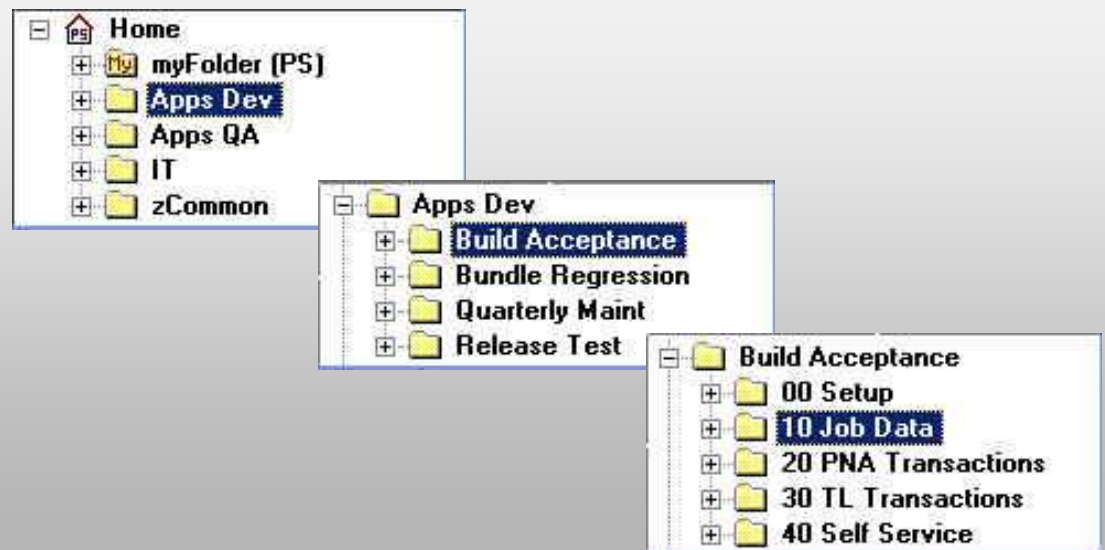 Home
myFolder (PS)
Apps Dev
Apps QA
IT
zCommon
Apps Dev
Build Acceptance
Bundle Regression
Quarterly Maint
Release Test
Build Acceptance
00 Setup
10 Job Data
20 PNA Transactions
30 TL Transactions
40 Self Service